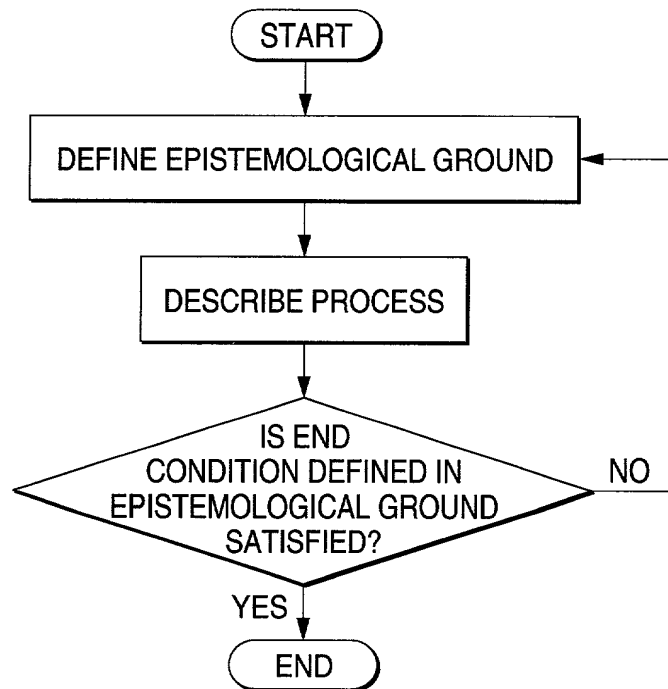 START
DEFINE EPISTEMOLOGICAL GROUND
DESCRIBE PROCESS
IS END
CONDITION DEFINED IN
EPISTEMOLOGICAL GROUND
SATISFIED?
NO
YES
END